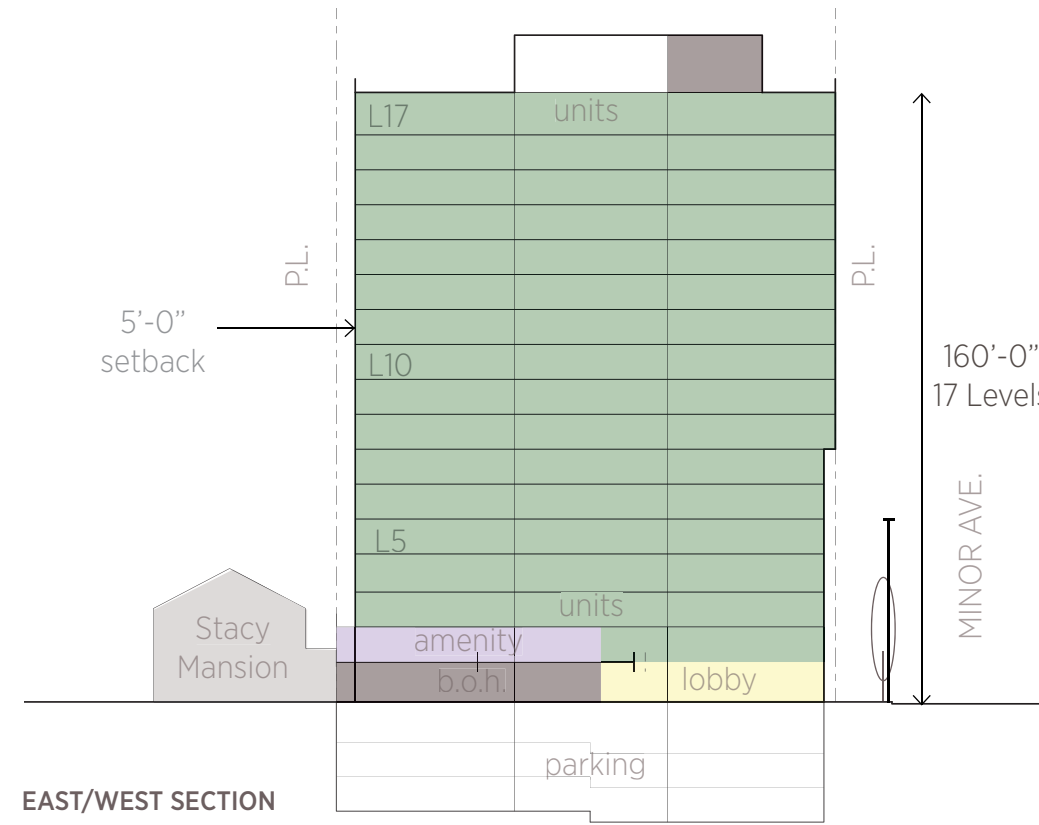 L17
units
P.L.
P.L.
5'-0"
setback
L10
160'-0"
17 Levels
MINOR AVE.
L5
units
Stacy
Mansion
amenity
b.o.h.
lobby
parking
EAST/WEST SECTION